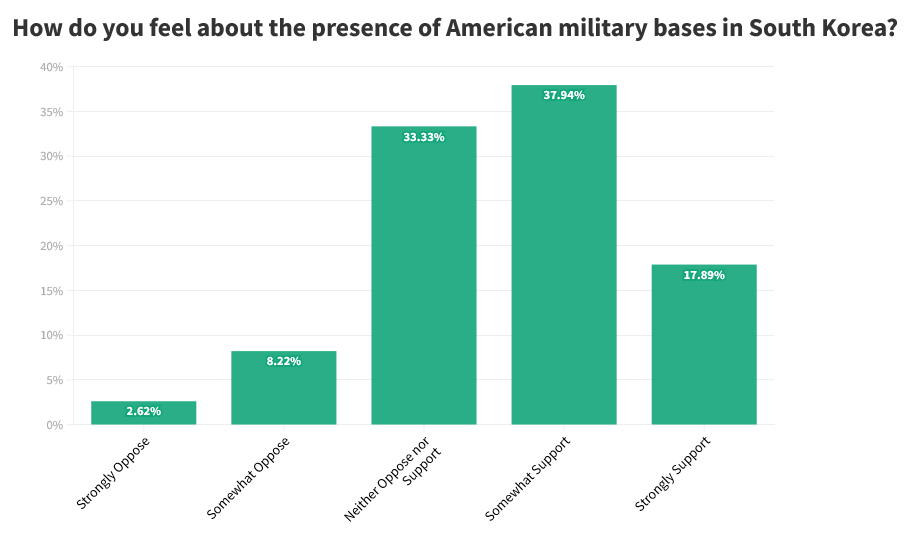 How do you feel about the presence of American military bases in South Korea?
40%
35%
30%
25%
20%
15%
10%
5%
0%
2.62%
8.22%
33.33%
37.94%
17.89%
Strongly Oppose
Somewhat Oppose
Neither Oppose nor
Support
Somewhat Support
Strongly Support